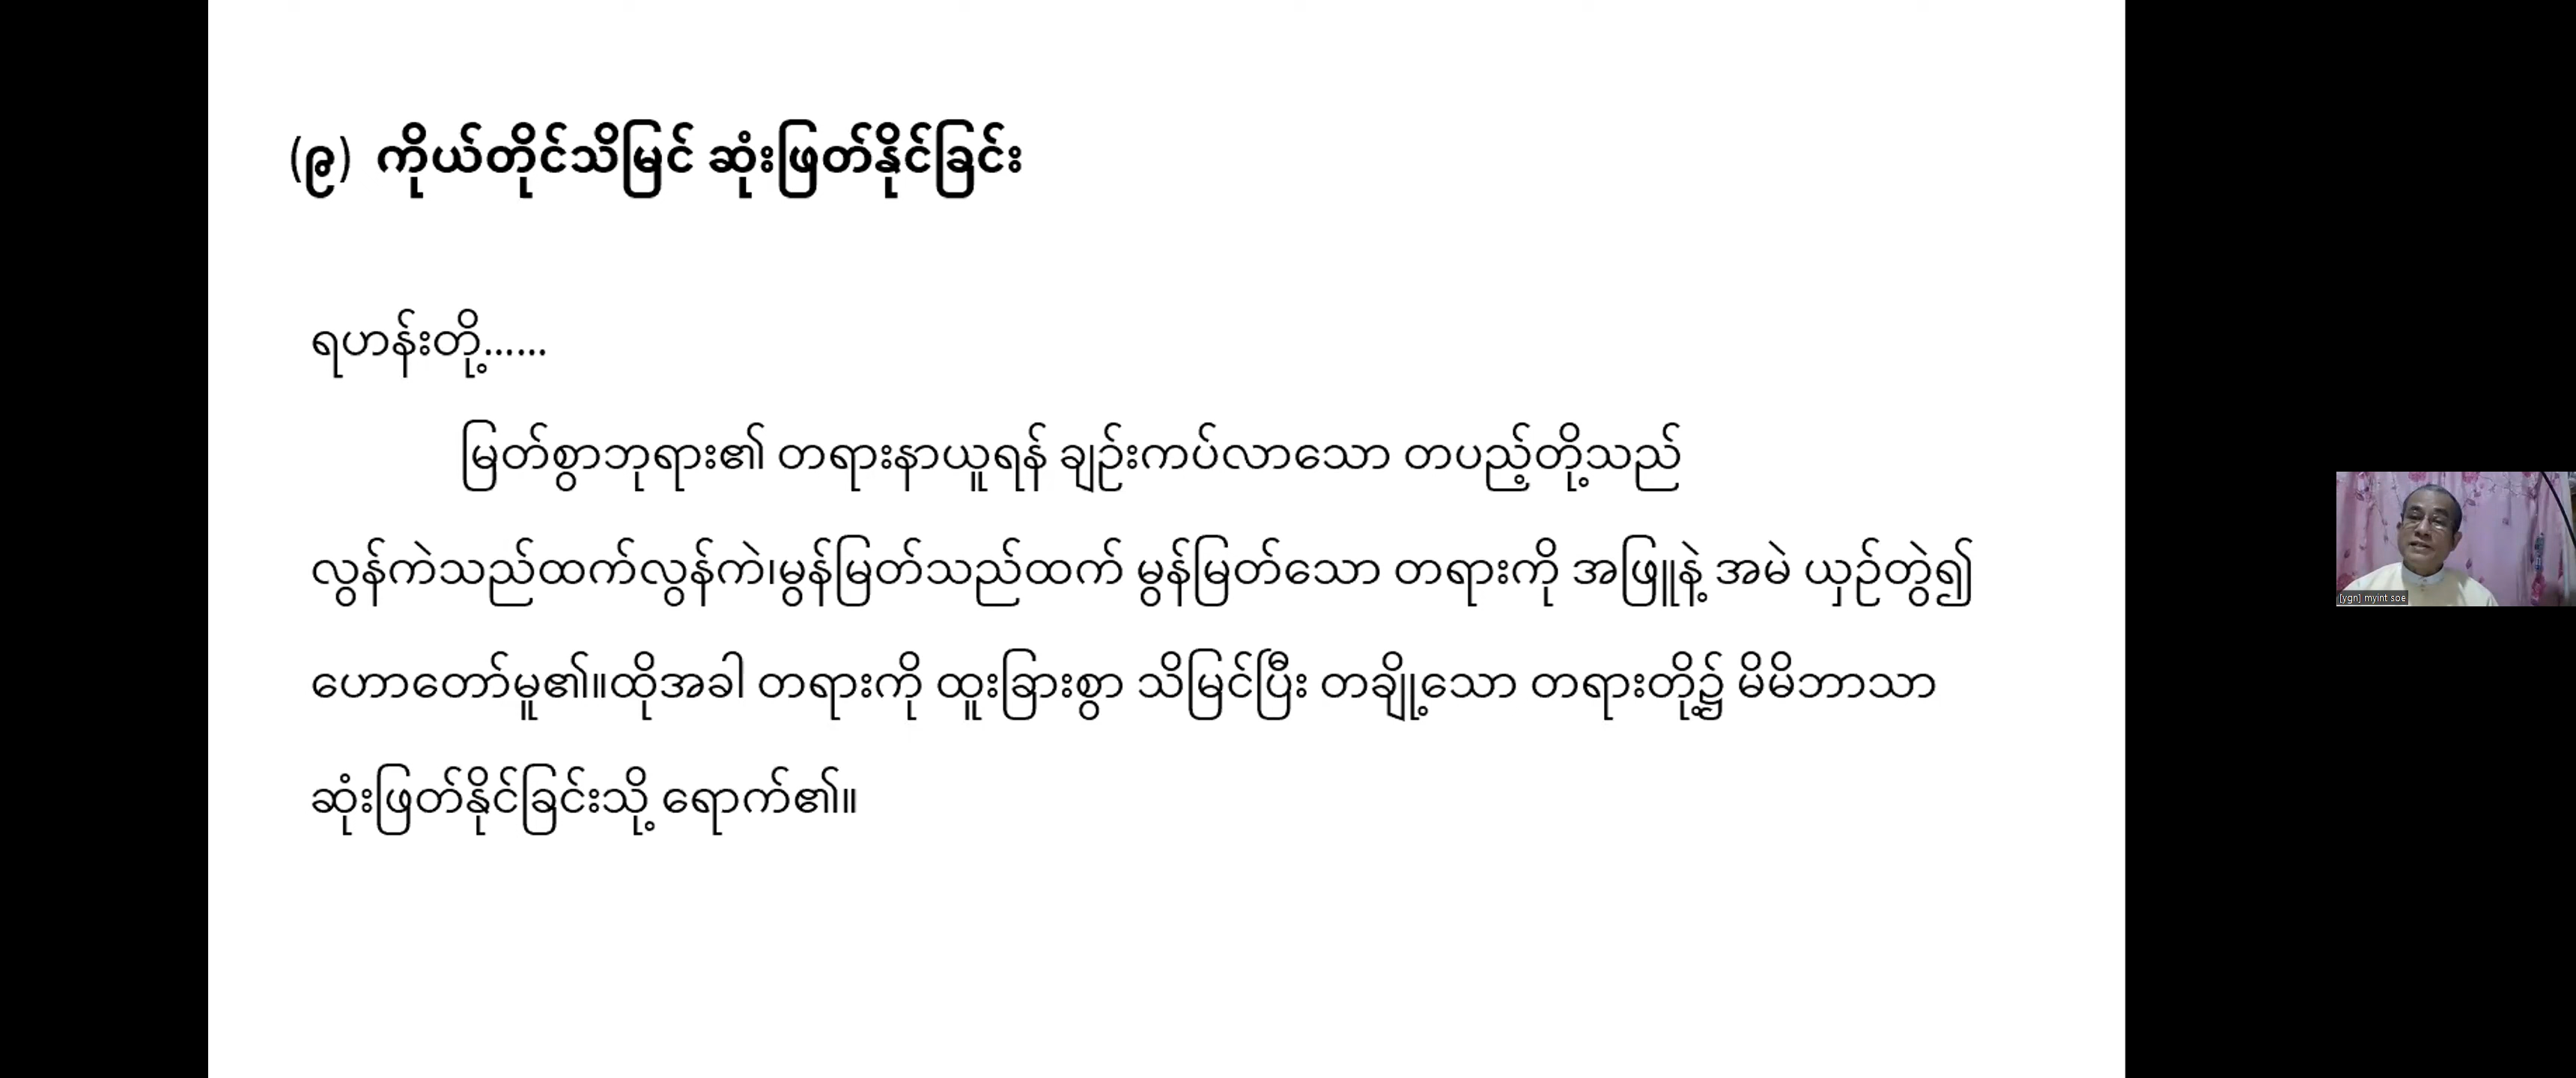 (၉) ကိုယ်တိုင်သိမြင် ဆုံးဖြတ်နိုင်ခြင်း
ရဟန်းတို့......
မြတ်စွာဘုရား၏ တရားနာယူရန် ချဉ်းကပ်လာသော တပည့်တို့သည်
လွန်ကဲသည်ထက်လွန်ကဲ၊မွန်မြတ်သည်ထက် မွန်မြတ်သော တရားကို အဖြူနဲ့ အမဲ ယှဉ်တွဲ၍
ဟောတော်မူ၏။ထိုအခါ တရားကို ထူးခြားစွာ သိမြင်ပြီး တချို့သော တရားတို့၌ မိမိဘာသာ
ဆုံးဖြတ်နိုင်ခြင်းသို့ ရောက်၏။
[ygn] myint soe